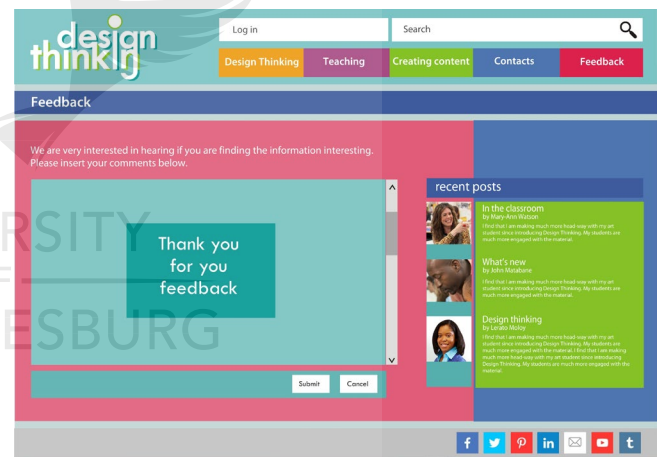 design
thinking
Log in
Search
Design Thinking
Teaching
Creating content
Contacts
Feedback
Feedback
We are very interested in hearing if you are finding the information interesting.
Please insert your comments below.
Thank you
for you
feedback
Submit
Cancel
recent posts
In the classroom
by Mary-Ann Watson
I find that I am making much more head way with my art
student since introducing Design Thinking. My students are
much more engaged with the material.
What's new
by John Matabane
I find that I am making much more head way with my art
student since introducing Design Thinking. My students are
much more engaged with the material.
Design thinking
by Lerato Moloy
I find that I am making much more head way with my art
student since introducing Design Thinking. My students are
much more engaged with the material. I find that I am making
much more head way with my art student since introducing
Design Thinking. My students are much more engaged with the
material.
RSITY
ESBURG